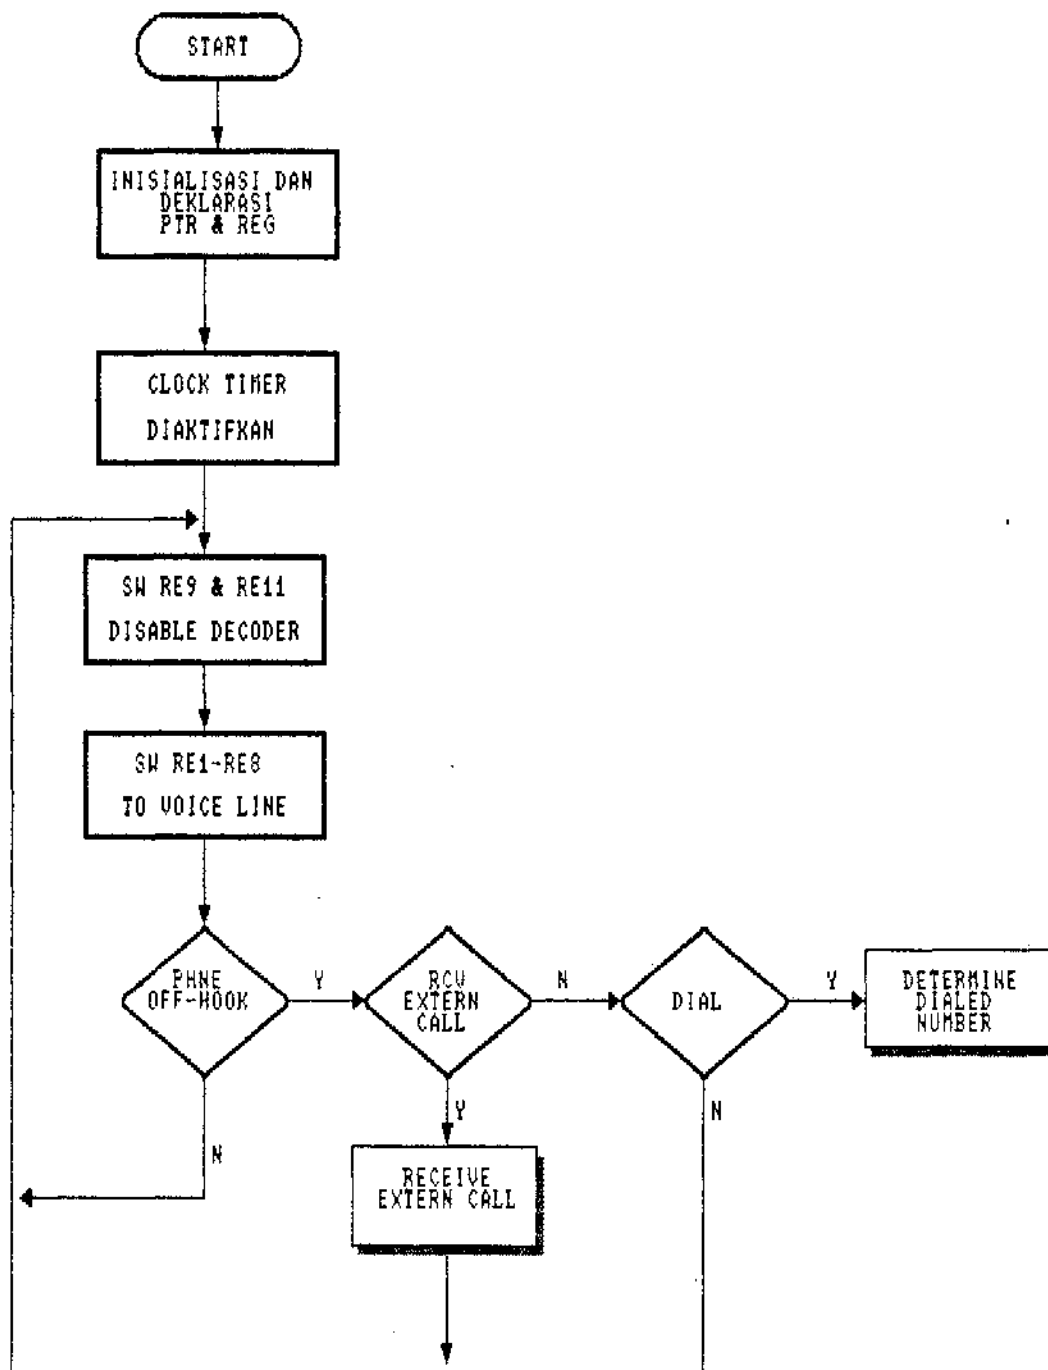 START
INISIALISASI DAN
DEKLARASI
PTR & REG
CLOCK TIMER
DIAKTIFKAN
SW RE9 & RE11
DISABLE DECODER
SW RE1-RE8
TO VOICE LINE
PHNE
OFF-HOOK
Y
N
RCV
EXTERN
CALL
N
Y
DIAL
Y
N
DETERMINE
DIALED
NUMBER
RECEIVE
EXTERN CALL